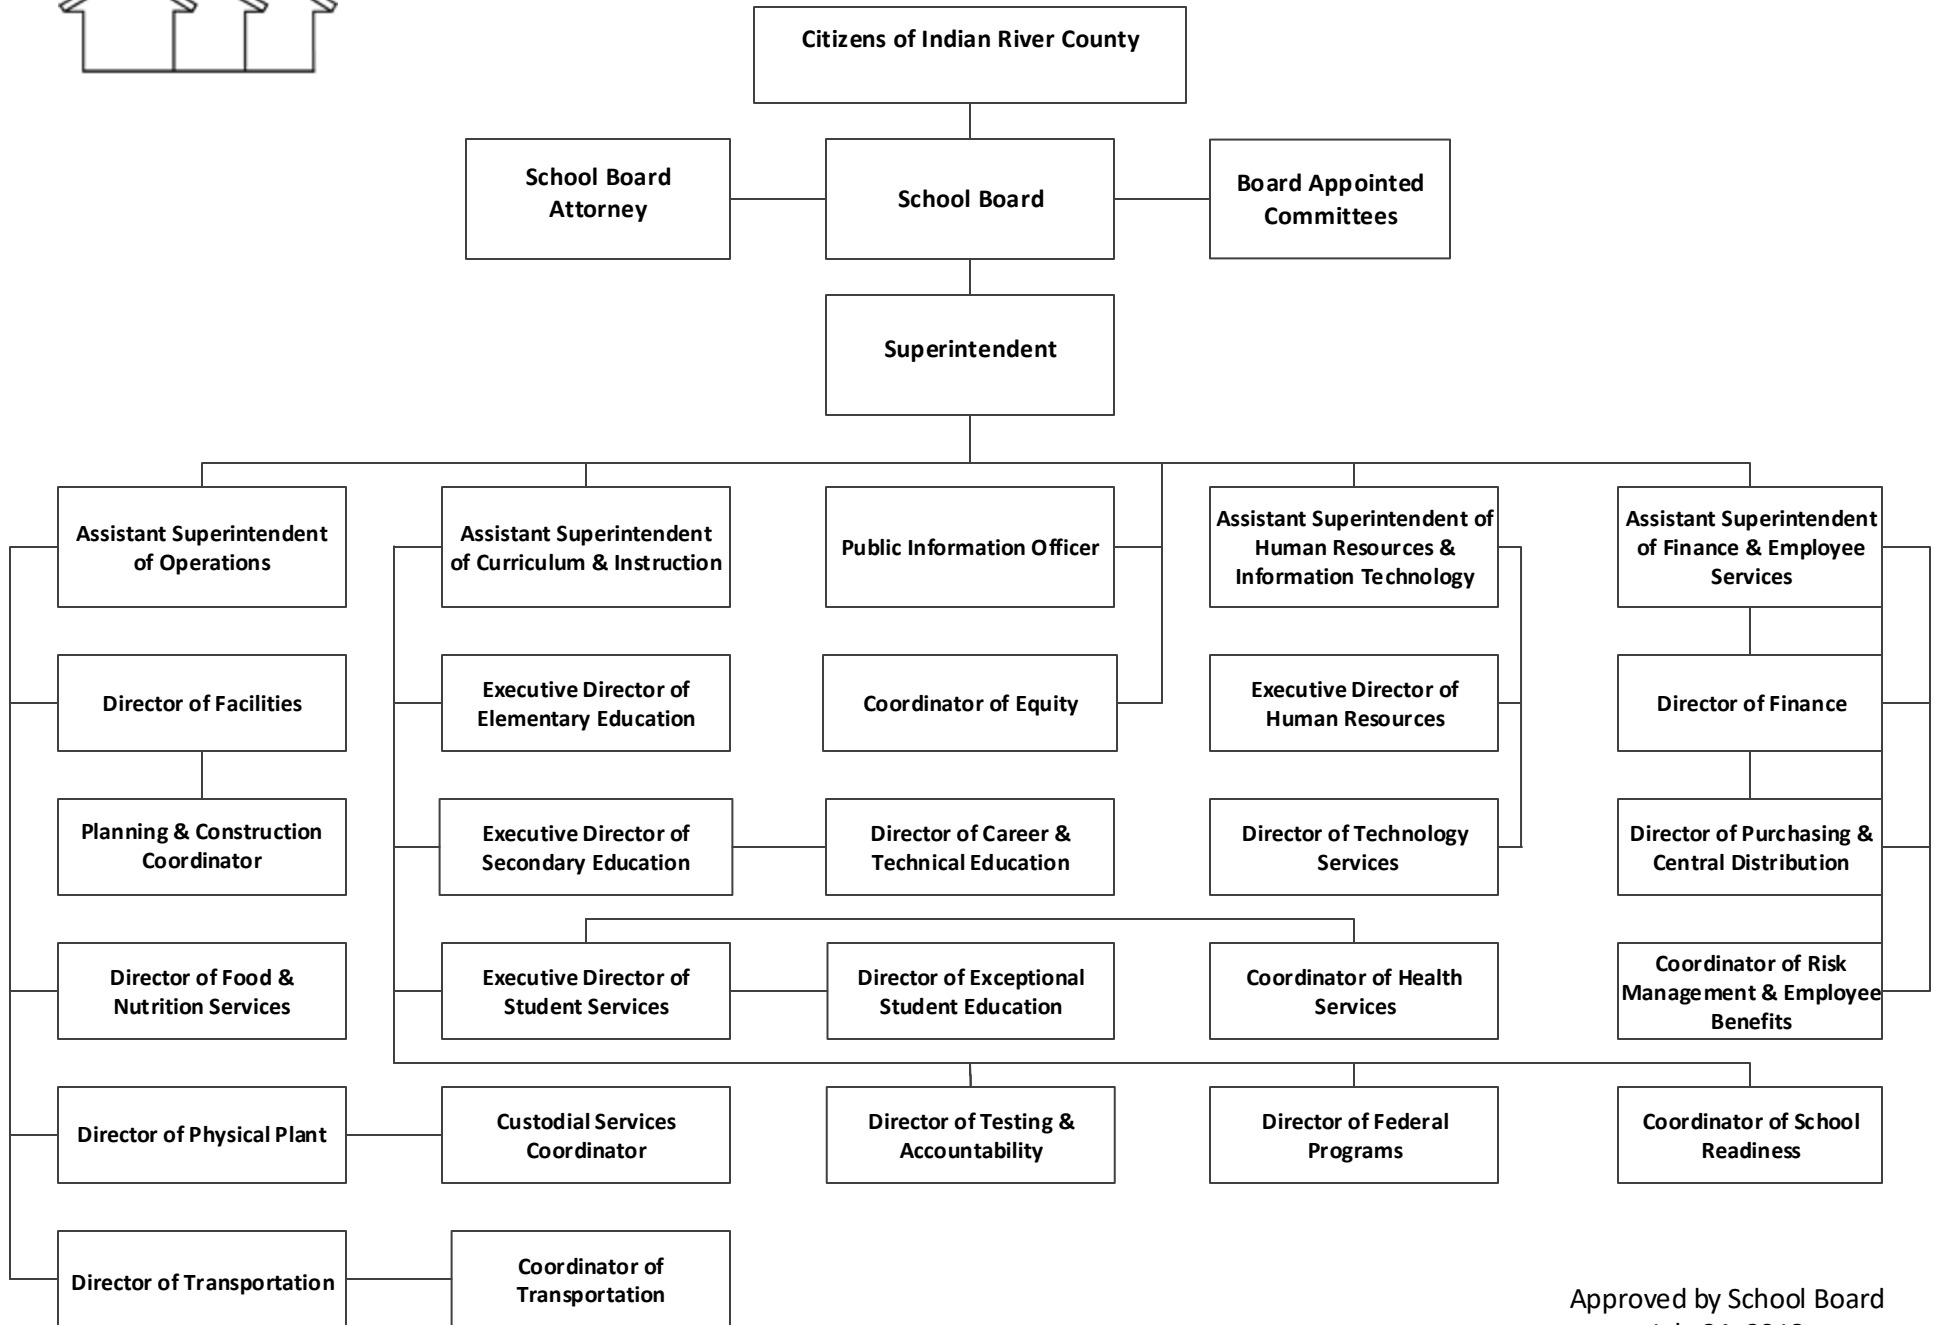 Citizens of Indian River County
School Board
Attorney
School Board
Board Appointed
Committees
Superintendent
Assistant Superintendent
of Operations
Assistant Superintendent
of Curriculum & Instruction
Public Information Officer
Assistant Superintendent of
Human Resources &
Information Technology
Assistant Superintendent
of Finance & Employee
Services
Director of Facilities
Executive Director of
Elementary Education
Coordinator of Equity
Executive Director of
Human Resources
Director of Finance
Planning & Construction
Coordinator
Executive Director of
Secondary Education
Director of Career &
Technical Education
Director of Technology
Services
Director of Purchasing &
Central Distribution
Director of Food &
Nutrition Services
Executive Director of
Student Services
Director of Exceptional
Student Education
Coordinator of Health
Services
Coordinator of Risk
Management & Employee
Benefits
Director of Physical Plant
Custodial Services
Coordinator
Director of Testing &
Accountability
Director of Federal
Programs
Coordinator of School
Readiness
Director of Transportation
Coordinator of
Transportation
Approved by School Board